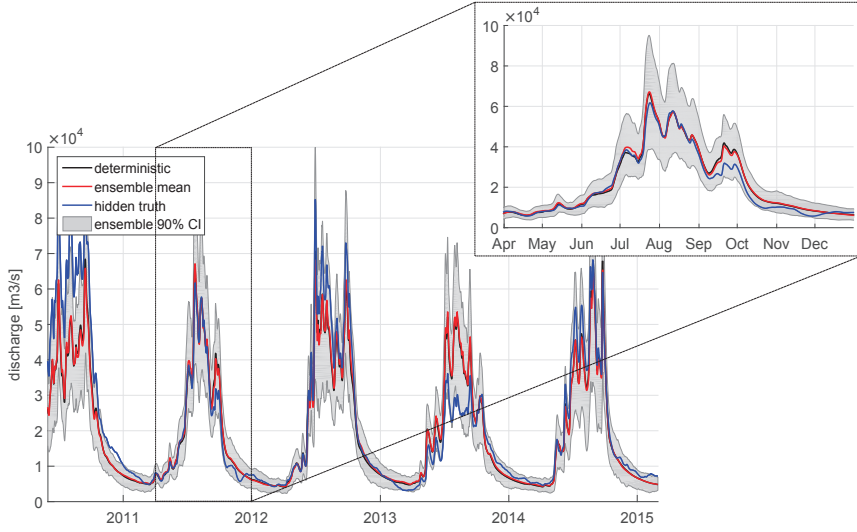 × 10⁴
10
8
6
4
2
0
Apr May Jun Jul Aug Sep Oct Nov Dec
× 10⁴
10
9
8
7
6
5
4
3
2
1
0
discharge [m3/s]
deterministic
ensemble mean
hidden truth
ensemble 90% CI
2011 2012 2013 2014 2015